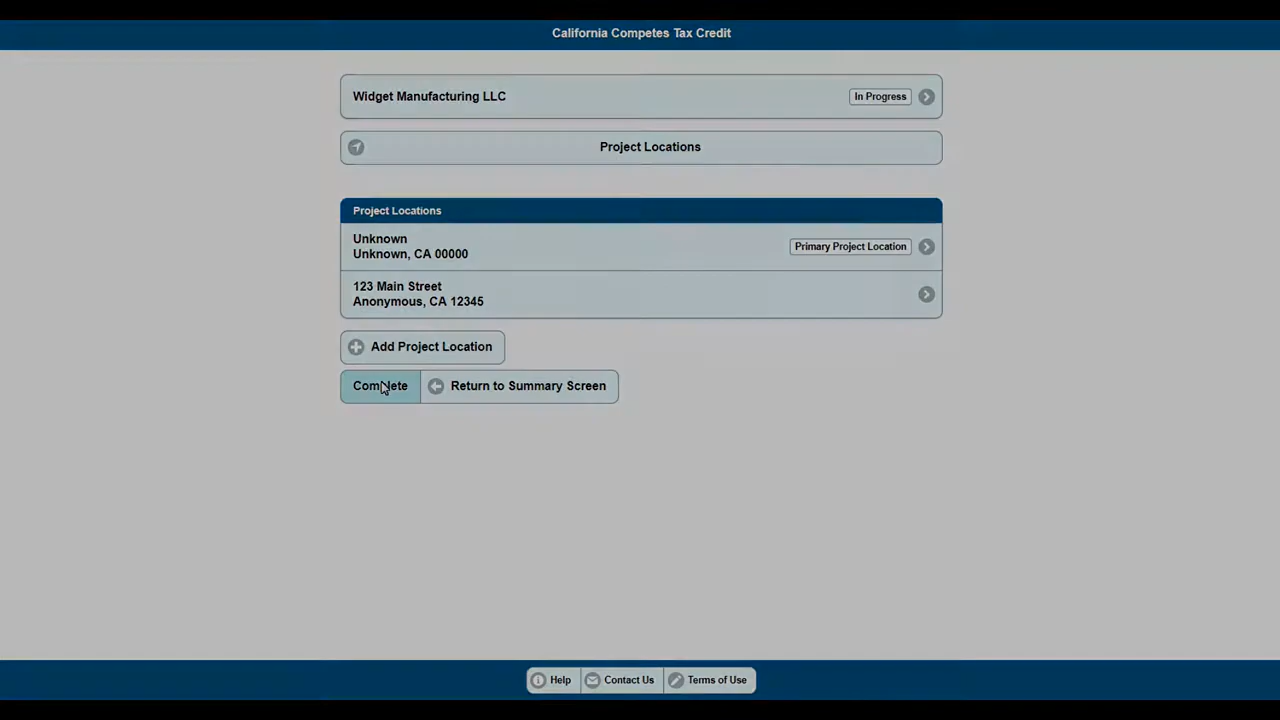 California Competes Tax Credit
Widget Manufacturing LLC
In Progress
Project Locations
Project Locations
Unknown
Unknown, CA 00000
Primary Project Location
123 Main Street
Anonymous, CA 12345
Add Project Location
Complete
Return to Summary Screen
Help
Contact Us
Terms of Use